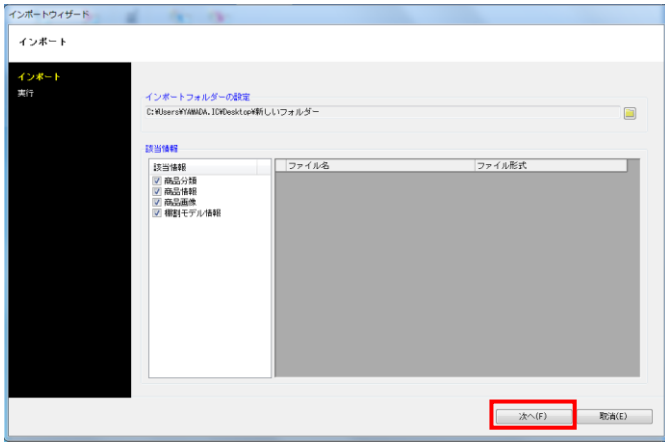 インポートウィザード
インポート
インポート
実行
インポートフォルダーの設定
C:¥Users¥YAMADA.IC¥Desktop¥新しいフォルダー
該当情報
該当情報
ファイル名
ファイル形式
商品分類
商品情報
商品画像
棚割モデル情報
次へ(F)
取消(E)